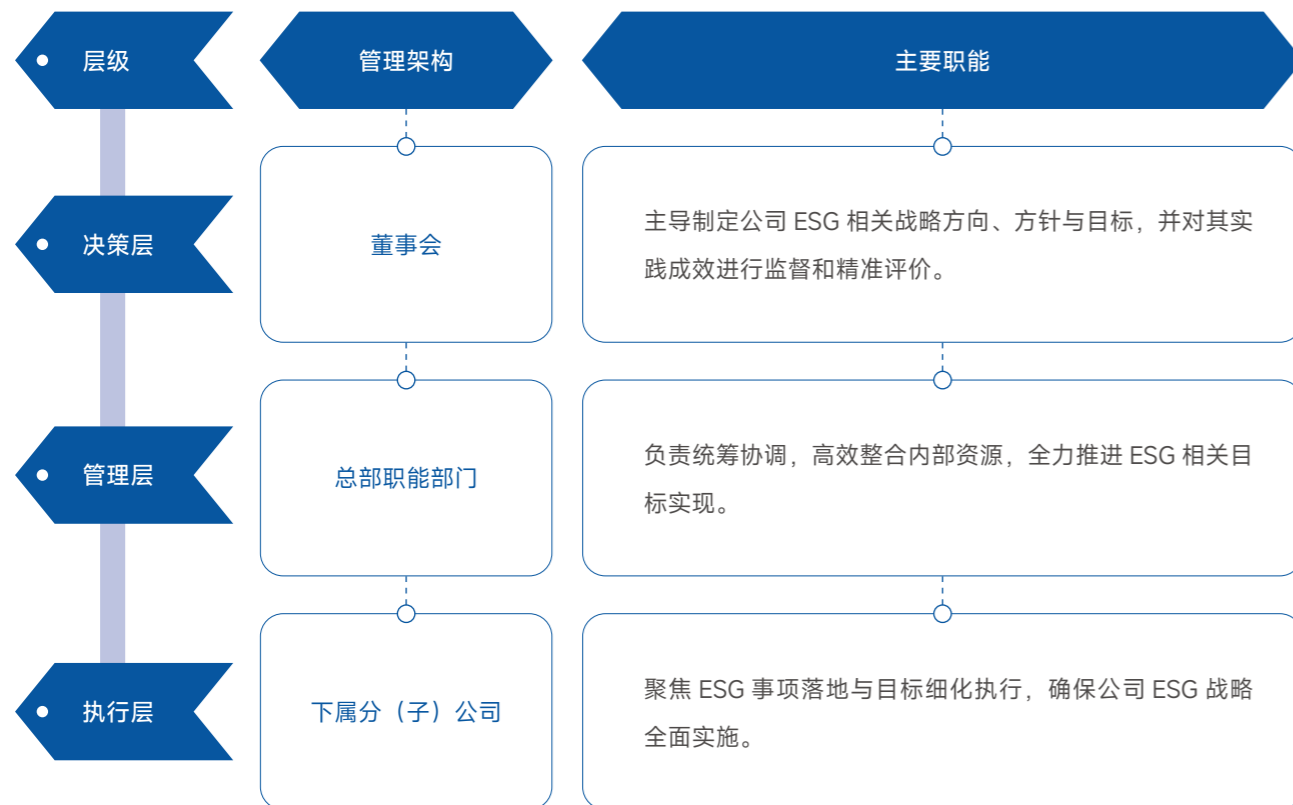 层级
管理架构
主要职能
决策层
董事会
主导制定公司 ESG 相关战略方向、方针与目标，并对其实
践成效进行监督和精准评价。
管理层
总部职能部门
负责统筹协调，高效整合内部资源，全力推进 ESG 相关目
标实现。
执行层
下属分（子）公司
聚焦 ESG 事项落地与目标细化执行，确保公司 ESG 战略
全面实施。